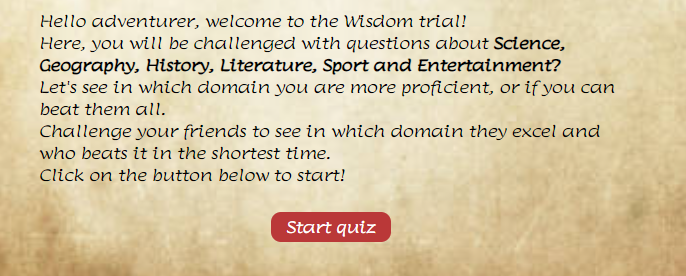 Hello adventurer, welcome to the Wisdom trial!
Here, you will be challenged with questions about Science,
Geography, History, Literature, Sport and Entertainment?
Let's see in which domain you are more proficient, or if you can
beat them all.
Challenge your friends to see in which domain they excel and
who beats it in the shortest time.
Click on the button below to start!
Start quiz